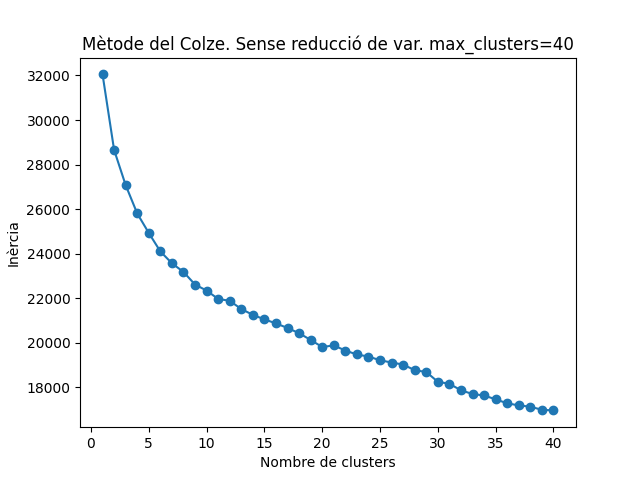 Mètode del Colze. Sense reducció de var. max_clusters=40
32000
30000
28000
26000
24000
22000
20000
18000
Inèrcia
0 5 10 15 20 25 30 35 40
Nombre de clusters